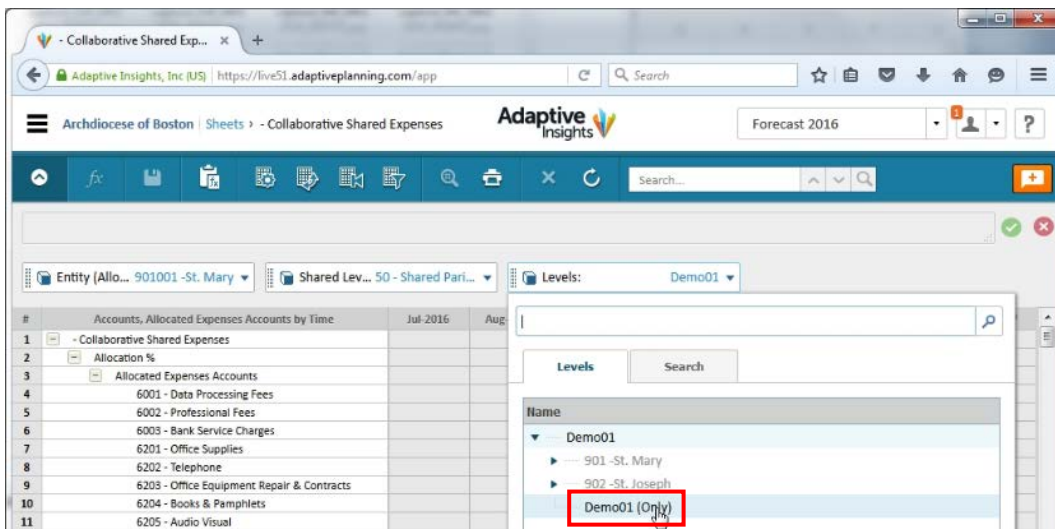 - Collaborative Shared Exp... × +
Adaptive Insights, Inc (US) https://live51.adaptiveplanning.com/app Search
Archdiocese of Boston | Sheets › - Collaborative Shared Expenses Adaptive Insights Forecast 2016 1 ?
fx Search...
Entity (Allo... 901001 -St. Mary Shared Lev... 50 - Shared Pari... Levels: Demo01
# Accounts, Allocated Expenses Accounts by Time Jul-2016 Aug-
1 - Collaborative Shared Expenses
2 Allocation %
3 Allocated Expenses Accounts
4 6001 - Data Processing Fees
5 6002 - Professional Fees
6 6003 - Bank Service Charges
7 6201 - Office Supplies
8 6202 - Telephone
9 6203 - Office Equipment Repair & Contracts
10 6204 - Books & Pamphlets
11 6205 - Audio Visual
Levels Search
Name
Demo01
901 -St. Mary
902 -St. Joseph
Demo01 (Only)